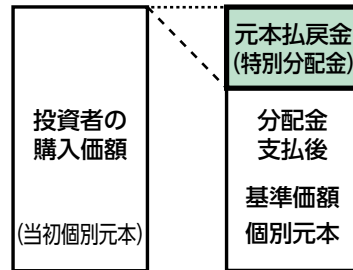 投資者の
購入価額
(当初個別元本)
元本払戻金
(特別分配金)
分配金
支払後
基準価額
個別元本